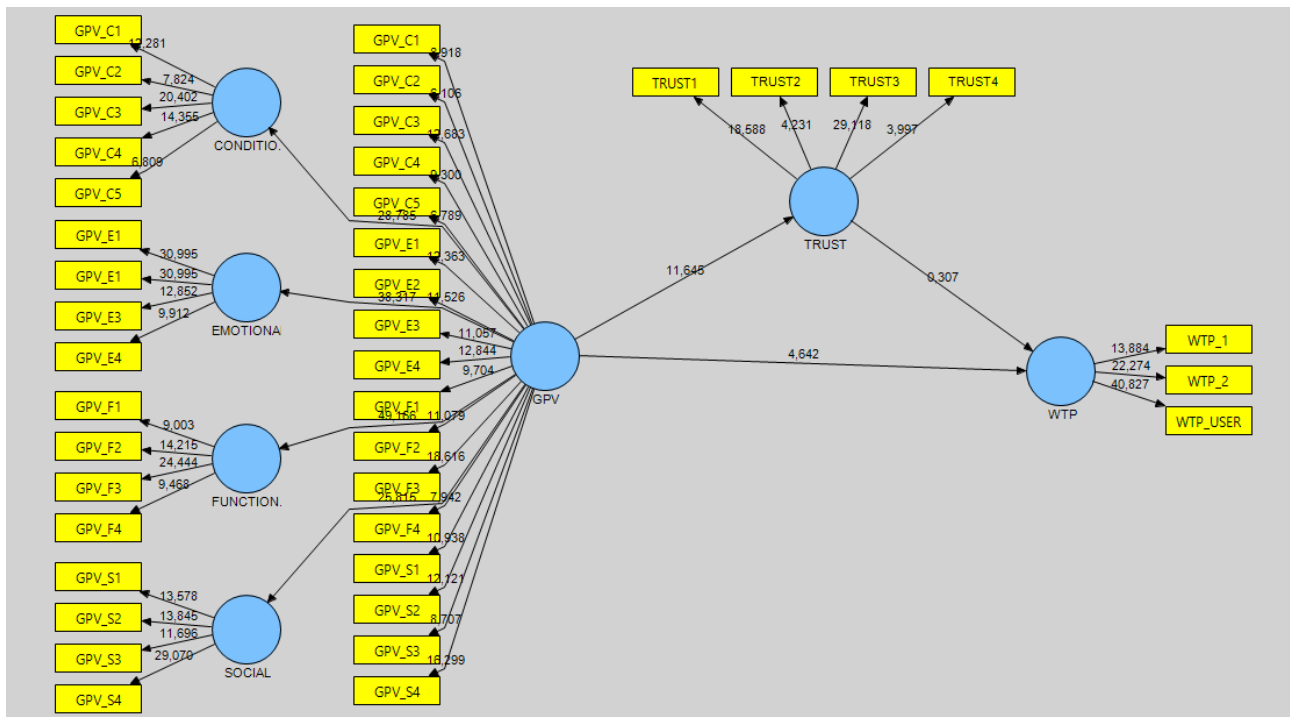 GPV_C1
GPV_C2
GPV_C3
GPV_C4
GPV_C5
12,281
7,824
20,402
14,355
6,809
CONDITIO.
GPV_E1
GPV_E1
GPV_E3
GPV_E4
30,995
30,995
12,852
9,912
EMOTIONA
GPV_F1
GPV_F2
GPV_F3
GPV_F4
9,003
14,215
24,444
9,468
FUNCTION.
GPV_S1
GPV_S2
GPV_S3
GPV_S4
13,578
13,845
11,696
29,070
SOCIAL
GPV_C1
GPV_C2
GPV_C3
GPV_C4
GPV_C5
GPV_E1
GPV_E2
GPV_E3
GPV_E4
GPV_F1
GPV_F2
GPV_F3
GPV_F4
GPV_S1
GPV_S2
GPV_S3
GPV_S4
8,918
6,106
12,683
9,300
28,785
6,789
12,363
38,317
11,526
11,057
12,844
9,704
49,166
11,079
18,616
25,815
7,942
10,938
12,121
8,707
16,299
GPV
TRUST1
TRUST2
TRUST3
TRUST4
18,588
4,231
29,118
3,997
TRUST
11,645
0,307
4,642
WTP
13,884
22,274
40,827
WTP_1
WTP_2
WTP_USER